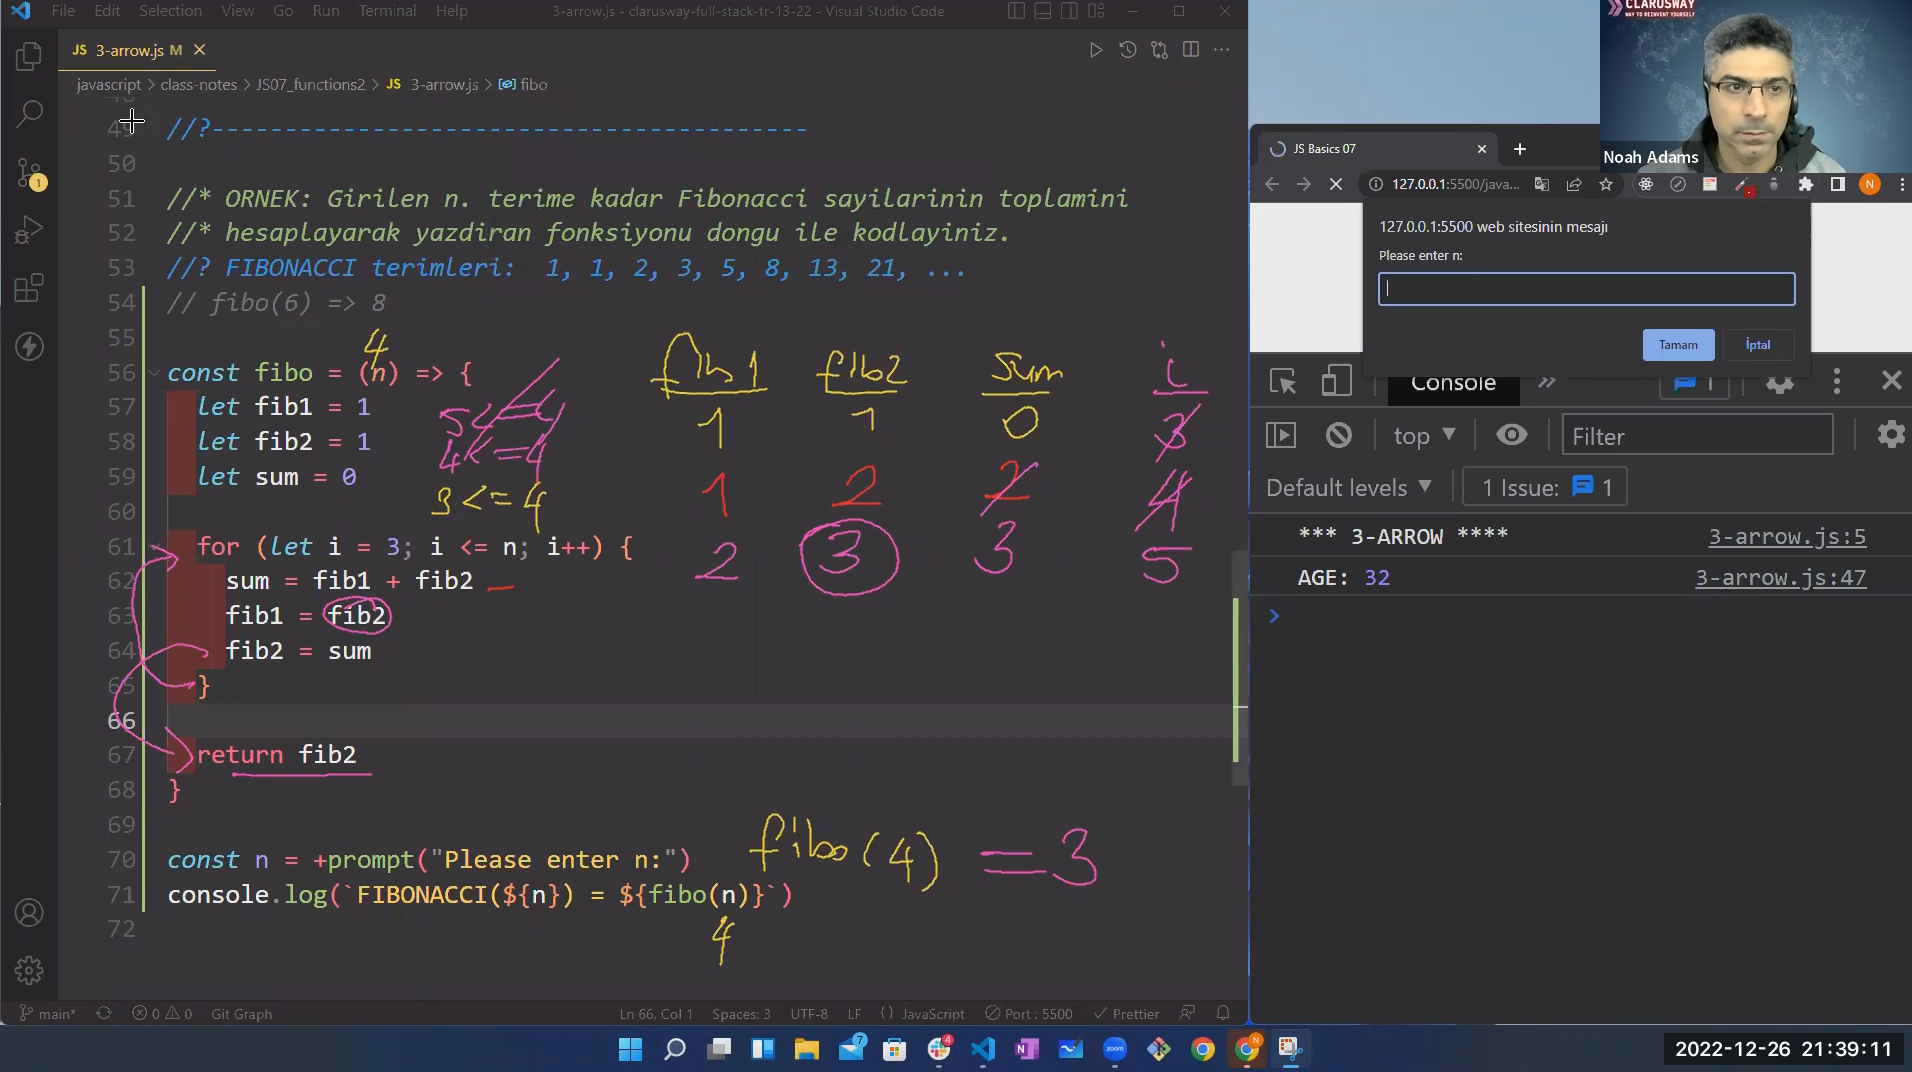 File Edit Selection View Go Run Terminal Help
3-arrow.js - clarusway-full-stack-tr-13-22 - Visual Studio Code
JS 3-arrow.js M
javascript > class-notes > JS07_functions2 > JS 3-arrow.js > fibo
49 //?-----------------------------------------
50
51 //* ORNEK: Girilen n. terime kadar Fibonacci sayilarinin toplamini
52 //* hesaplayarak yazdiran fonksiyonu dongu ile kodlayiniz.
53 //? FIBONACCI terimleri: 1, 1, 2, 3, 5, 8, 13, 21, ...
54 // fibo(6) => 8
55
4
56 const fibo = (n) => {
57 let fib1 = 1
58 let fib2 = 1
59 let sum = 0
60
61 for (let i = 3; i <= n; i++) {
62 sum = fib1 + fib2
63 fib1 = fib2
64 fib2 = sum
65 }
66
67 return fib2
68 }
69
70 const n = +prompt("Please enter n:")
71 console.log(`FIBONACCI(${n}) = ${fibo(n)}`)
72
4
4<=4
3<=4
fib1 fib2 sum i
1 1 0 3
1 2 2 4
2 3 3 5
fibo(4) = 3
main*
0 0
Git Graph
Ln 66, Col 1
Spaces: 3
UTF-8
LF
{} JavaScript
Port : 5500
Prettier
CLARUSWAY
WAY TO REINVENT YOURSELF
Noah Adams
JS Basics 07
127.0.0.1:5500/java...
N
127.0.0.1:5500 web sitesinin mesajı
Please enter n:
Tamam
İptal
Console
1
top
Filter
Default levels
1 Issue: 1
*** 3-ARROW **** 3-arrow.js:5
AGE: 32 3-arrow.js:47
2022-12-26 21:39:11